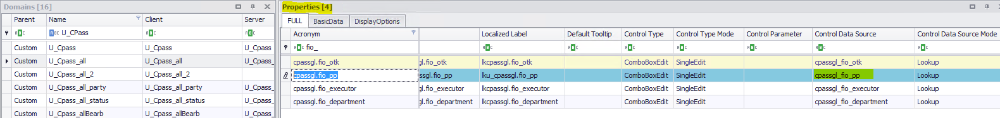 Domains [16]
Parent Name Client Server
U_CPass
Custom U_Cpass U_Cpass U_Cpass
Custom U_Cpass_all U_Cpass_all U_Cpass_
Custom U_Cpass_all_2 U_Cpass_all_2
Custom U_Cpass_all_party U_Cpass_all_party U_Cpass_
Custom U_Cpass_all_status U_Cpass_all_status U_Cpass_
Custom U_Cpass_allBearb U_Cpass_allBearb U_Cpass_
Properties [4]
FULL BasicData DisplayOptions
Acronym Localized Label Default Tooltip Control Type Control Type Mode Control Parameter Control Data Source Control Data Source Mode
fio_
cpassgl.fio_otk gl.fio_otk lkcpassgl.fio_otk ComboBoxEdit SingleEdit cpassgl_fio_otk Lookup
cpassgl.fio_pp ssgl.fio_pp lku_cpassgl.fio_pp ComboBoxEdit SingleEdit cpassgl_fio_pp Lookup
cpassgl.fio_executor gl.fio_executor lkcpassgl.fio_executor ComboBoxEdit SingleEdit cpassgl_fio_executor Lookup
cpassgl.fio_department gl.fio_department lkcpassgl.fio_department ComboBoxEdit SingleEdit cpassgl_fio_department Lookup